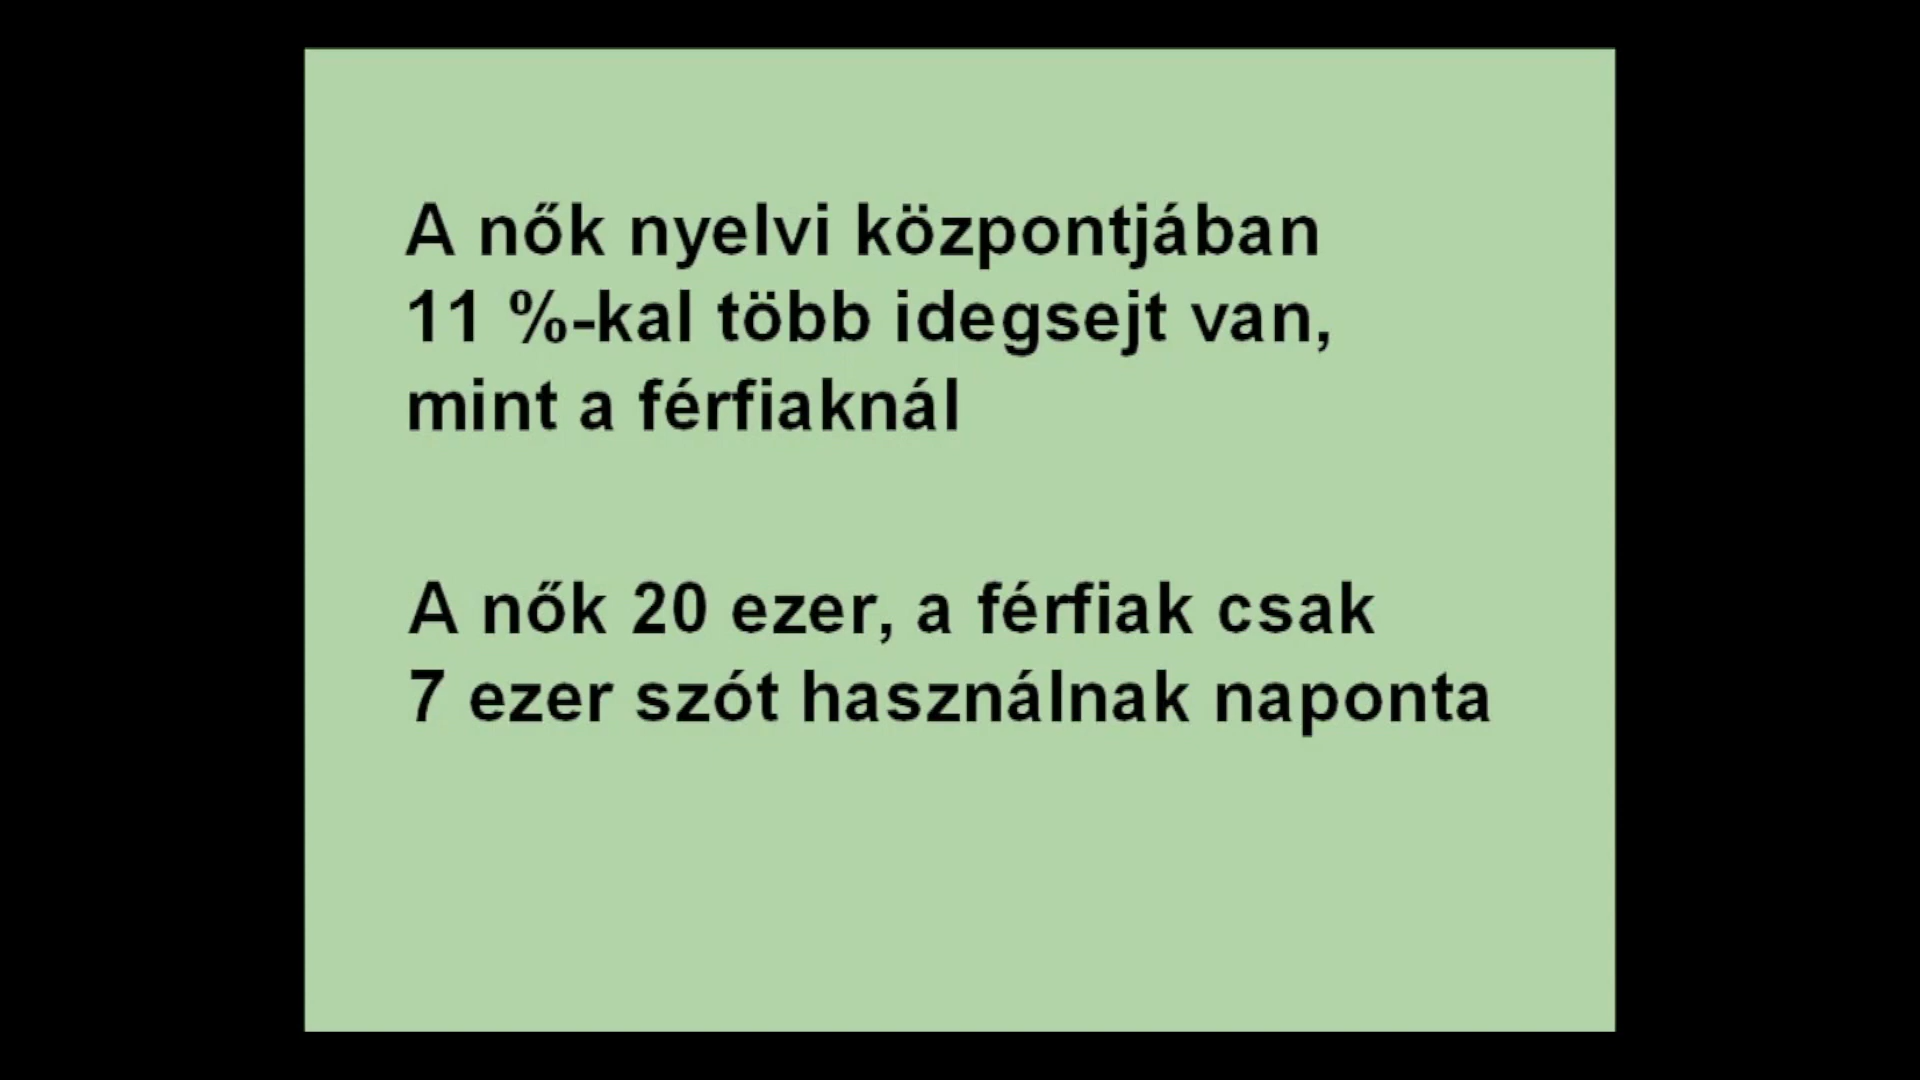 A nők nyelvi központjában
11 %-kal több idegsejt van,
mint a férfiaknál
A nők 20 ezer, a férfiak csak
7 ezer szót használnak naponta